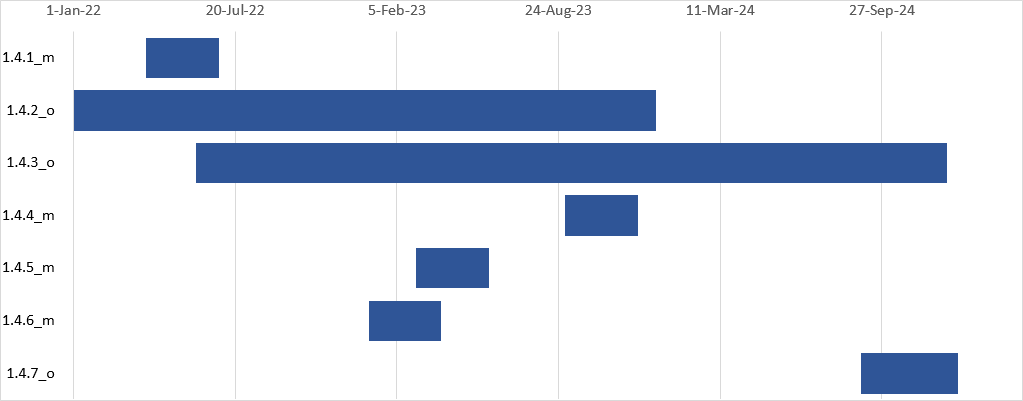 1-Jan-22 20-Jul-22 5-Feb-23 24-Aug-23 11-Mar-24 27-Sep-24
1.4.1_m
1.4.2_o
1.4.3_o
1.4.4_m
1.4.5_m
1.4.6_m
1.4.7_o